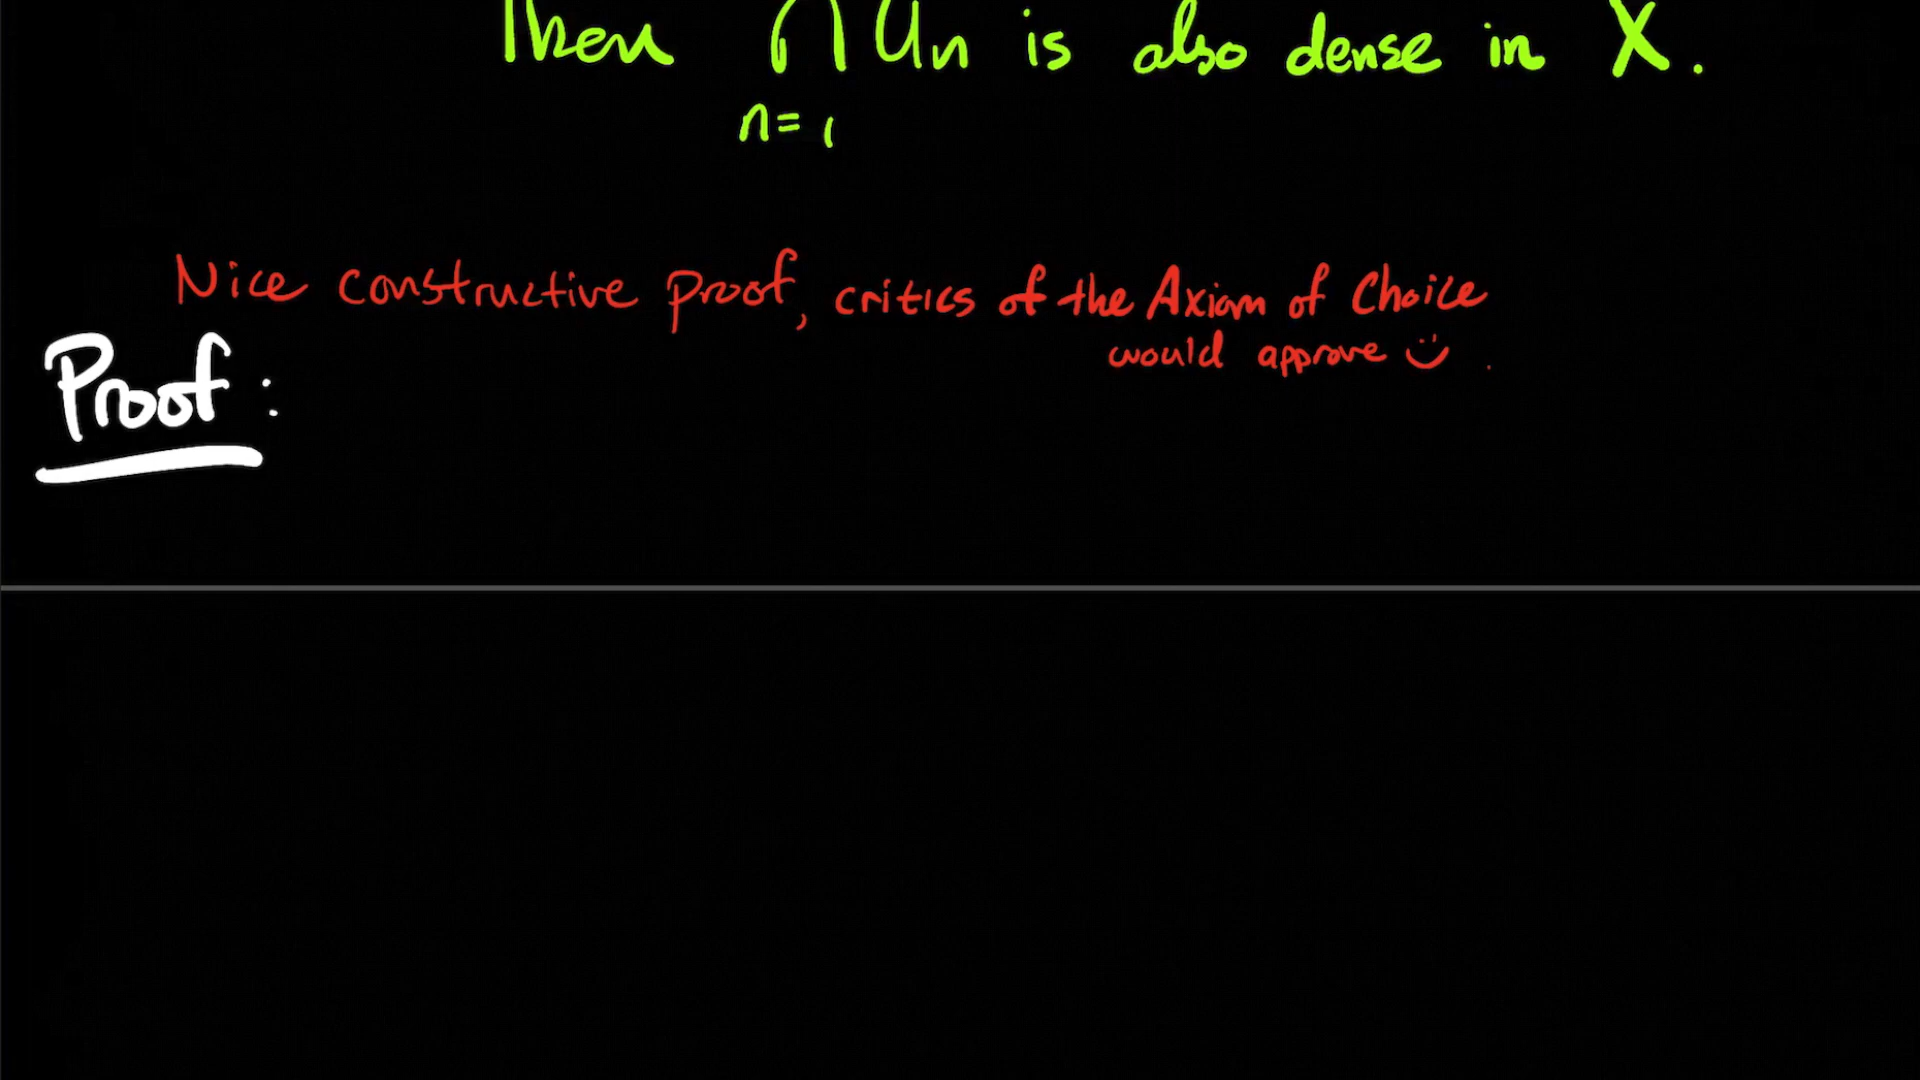 Then ∩ Un is also dense in X.
n=1
Nice constructive proof, critics of the Axiom of Choice
would approve :) .
Proof: